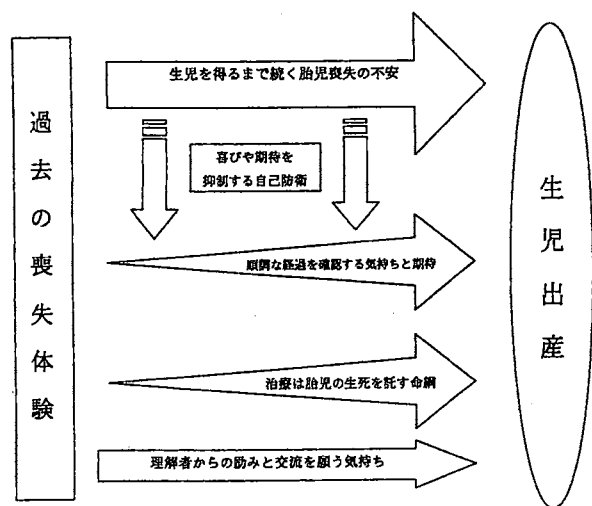 過去の喪失体験
生児を得るまで続く胎児喪失の不安
喜びや期待を
抑制する自己防衛
順調な経過を確認する気持ちと期待
治療は胎児の生死を託す命綱
理解者からの励みと交流を願う気持ち
生児出産